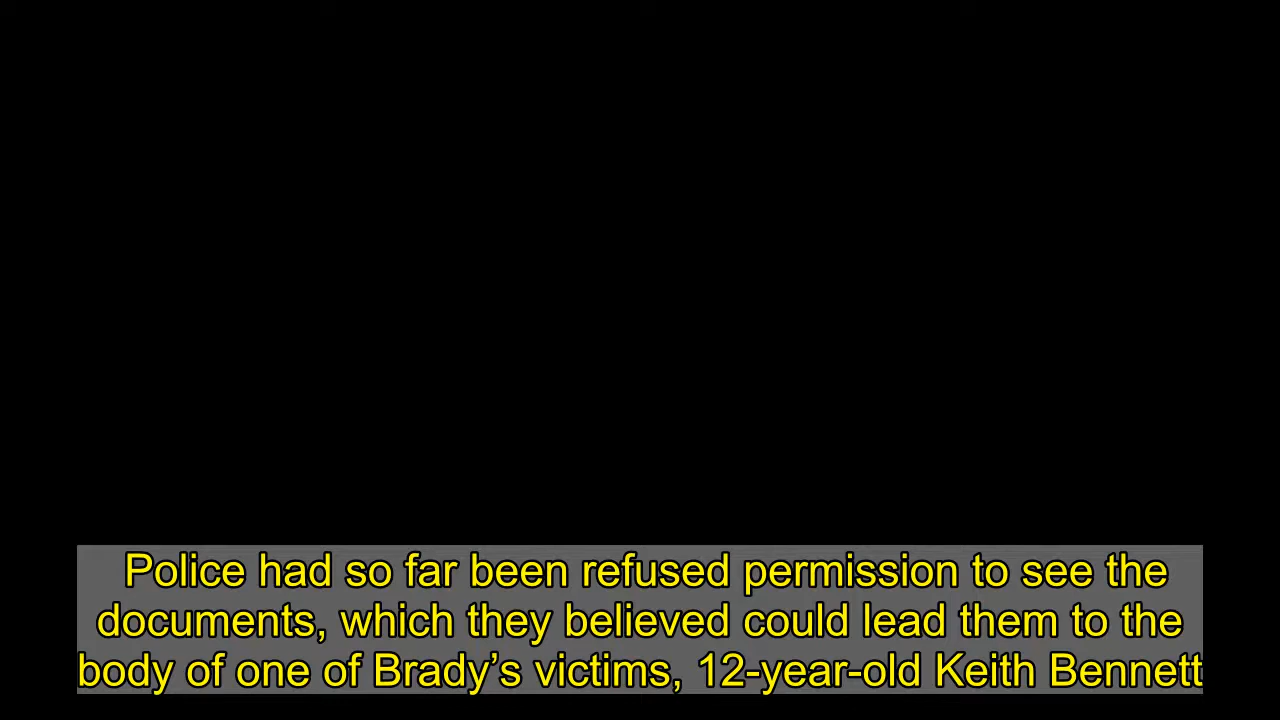 Police had so far been refused permission to see the
documents, which they believed could lead them to the
body of one of Brady’s victims, 12-year-old Keith Bennett